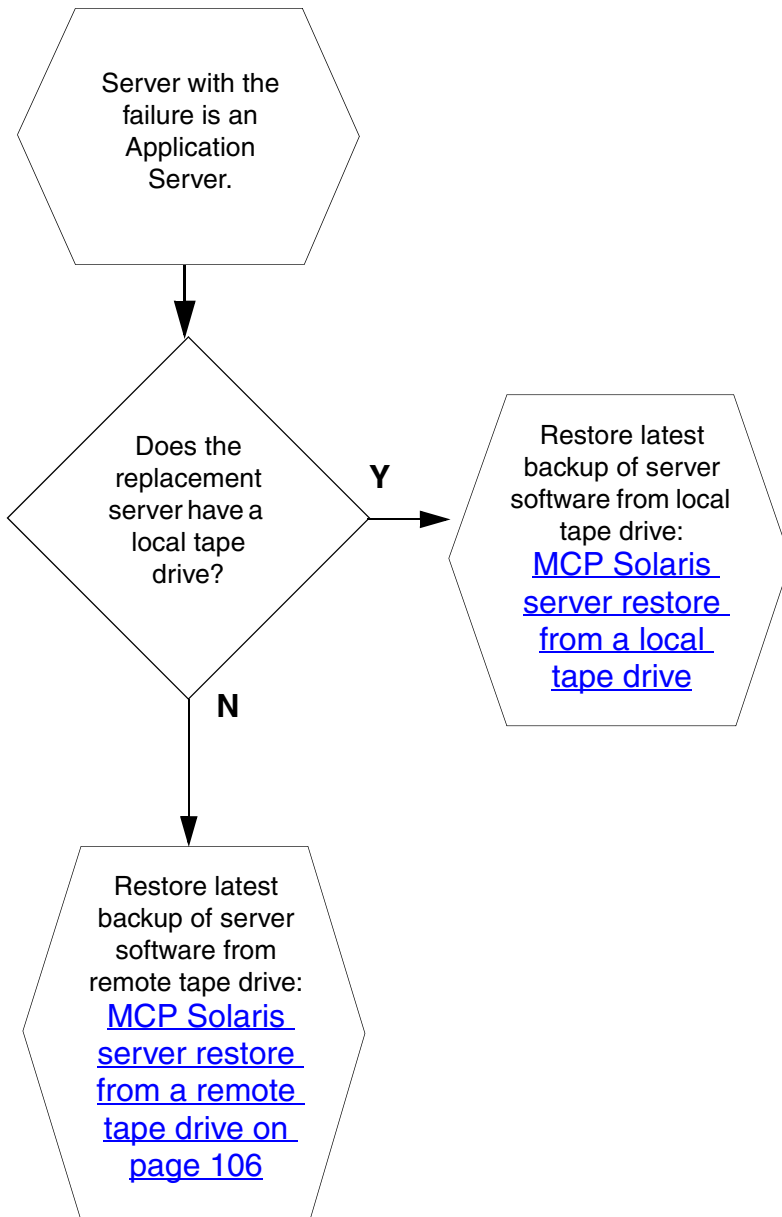 Server with the
failure is an
Application
Server.
Does the
replacement
server have a
local tape
drive?
Y
Restore latest
backup of server
software from local
tape drive:
MCP Solaris
server restore
from a local
tape drive
N
Restore latest
backup of server
software from
remote tape drive:
MCP Solaris
server restore
from a remote
tape drive on
page 106